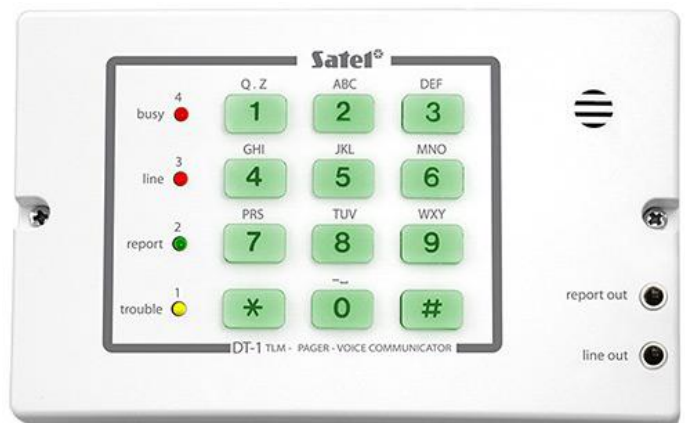 Satel
4
busy
Q . Z
1
ABC
2
DEF
3
3
line
GHI
4
JKL
5
MNO
6
2
report
PRS
7
TUV
8
WXY
9
1
trouble
*
0
#
report out
line out
DT-1 TLM - PAGER - VOICE COMMUNICATOR